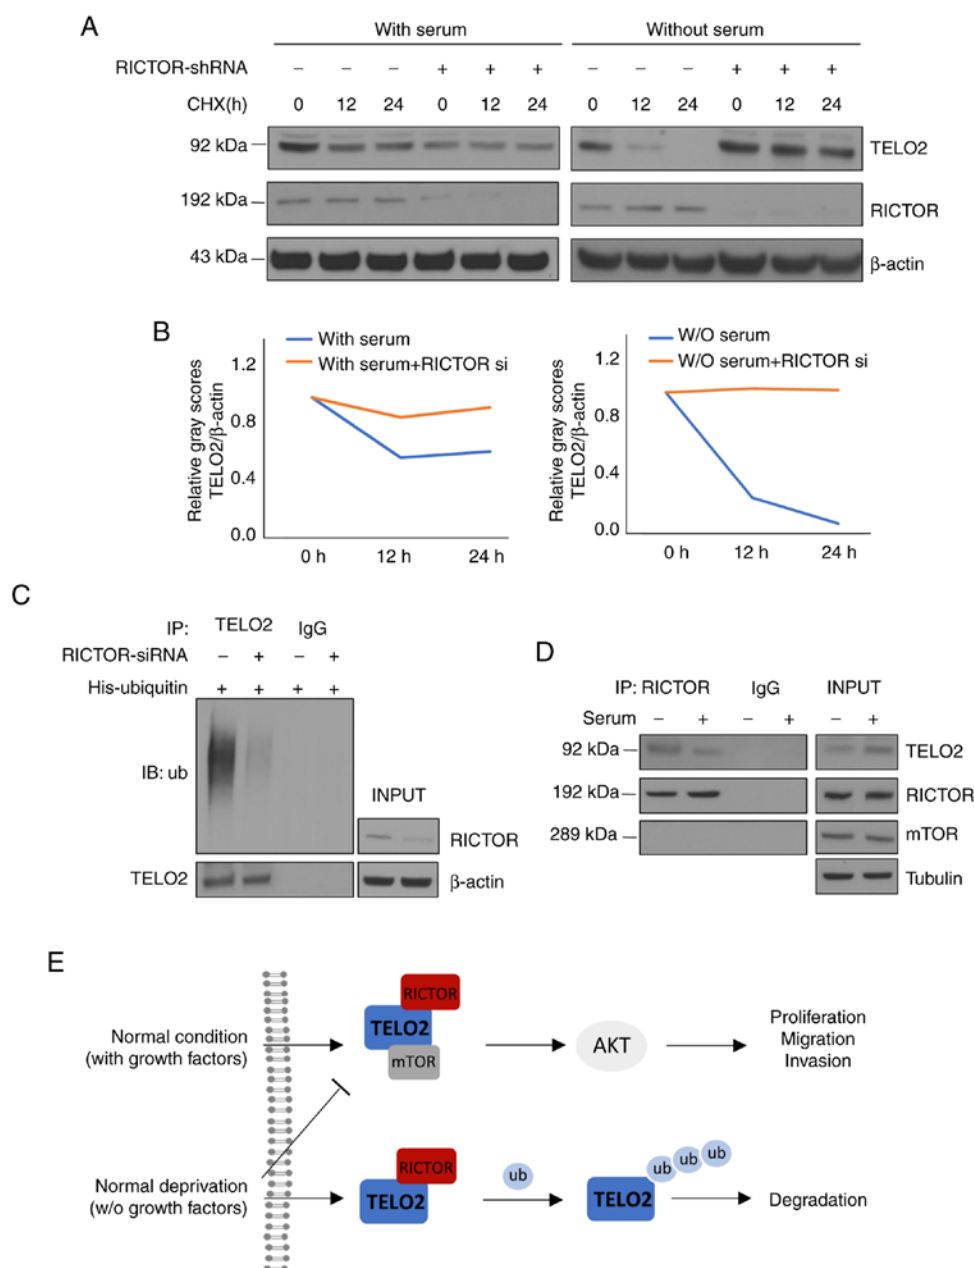 A
With serum
Without serum
RICTOR-shRNA – – – + + + – – – + + +
CHX(h) 0 12 24 0 12 24 0 12 24 0 12 24
92 kDa TELO2
192 kDa RICTOR
43 kDa β-actin
B
Relative gray scores
TELO2/β-actin
With serum
With serum+RICTOR si
1.2
0.8
0.4
0.0
0 h 12 h 24 h
Relative gray scores
TELO2/β-actin
W/O serum
W/O serum+RICTOR si
1.2
0.8
0.4
0.0
0 h 12 h 24 h
C
IP: TELO2 IgG
RICTOR-siRNA – + – +
His-ubiquitin + + + +
IB: ub
INPUT
RICTOR
TELO2
β-actin
D
IP: RICTOR IgG INPUT
Serum – + – + – +
92 kDa TELO2
192 kDa RICTOR
289 kDa mTOR
Tubulin
E
Normal condition
(with growth factors)
RICTOR
TELO2
mTOR
AKT
Proliferation
Migration
Invasion
Normal deprivation
(w/o growth factors)
RICTOR
TELO2
ub
TELO2
ub ub ub
Degradation